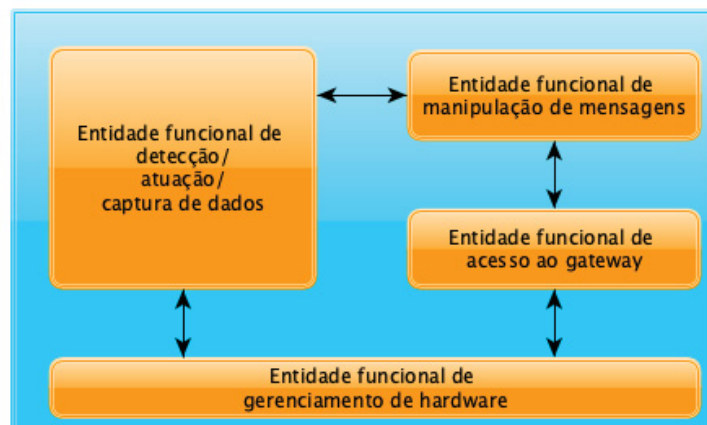 Entidade funcional de
detecção/
atuação/
captura de dados
Entidade funcional de
manipulação de mensagens
Entidade funcional de
acesso ao gateway
Entidade funcional de
gerenciamento de hardware